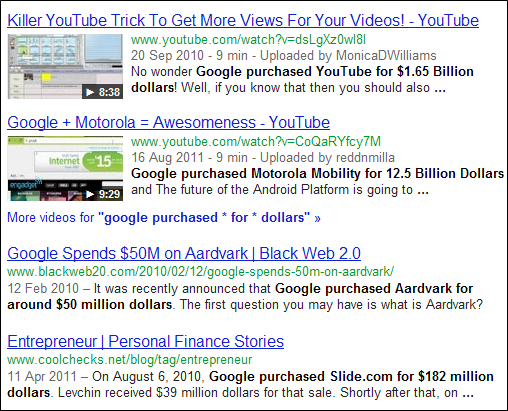 Killer YouTube Trick To Get More Views For Your Videos! - YouTube
www.youtube.com/watch?v=dsLgXz0wl8I
20 Sep 2010 - 9 min - Uploaded by MonicaDWilliams
No wonder Google purchased YouTube for $1.65 Billion
dollars! Well, if you know that then you should also ...
8:38
Google + Motorola = Awesomeness - YouTube
www.youtube.com/watch?v=CoQaRYfcy7M
16 Aug 2011 - 9 min - Uploaded by reddnmilla
Google purchased Motorola Mobility for 12.5 Billion Dollars
and The future of the Android Platform is going to ...
$15
engadget
9:29
More videos for "google purchased * for * dollars" »
Google Spends $50M on Aardvark | Black Web 2.0
www.blackweb20.com/2010/02/12/google-spends-50m-on-aardvark/
12 Feb 2010 – It was recently announced that Google purchased Aardvark for
around $50 million dollars. The first question you may have is what is Aardvark?
Entrepreneur | Personal Finance Stories
www.coolchecks.net/blog/tag/entrepreneur
11 Apr 2011 – On August 6, 2010, Google purchased Slide.com for $182 million
dollars. Levchin received $39 million dollars for that sale. Shortly after that, on ...